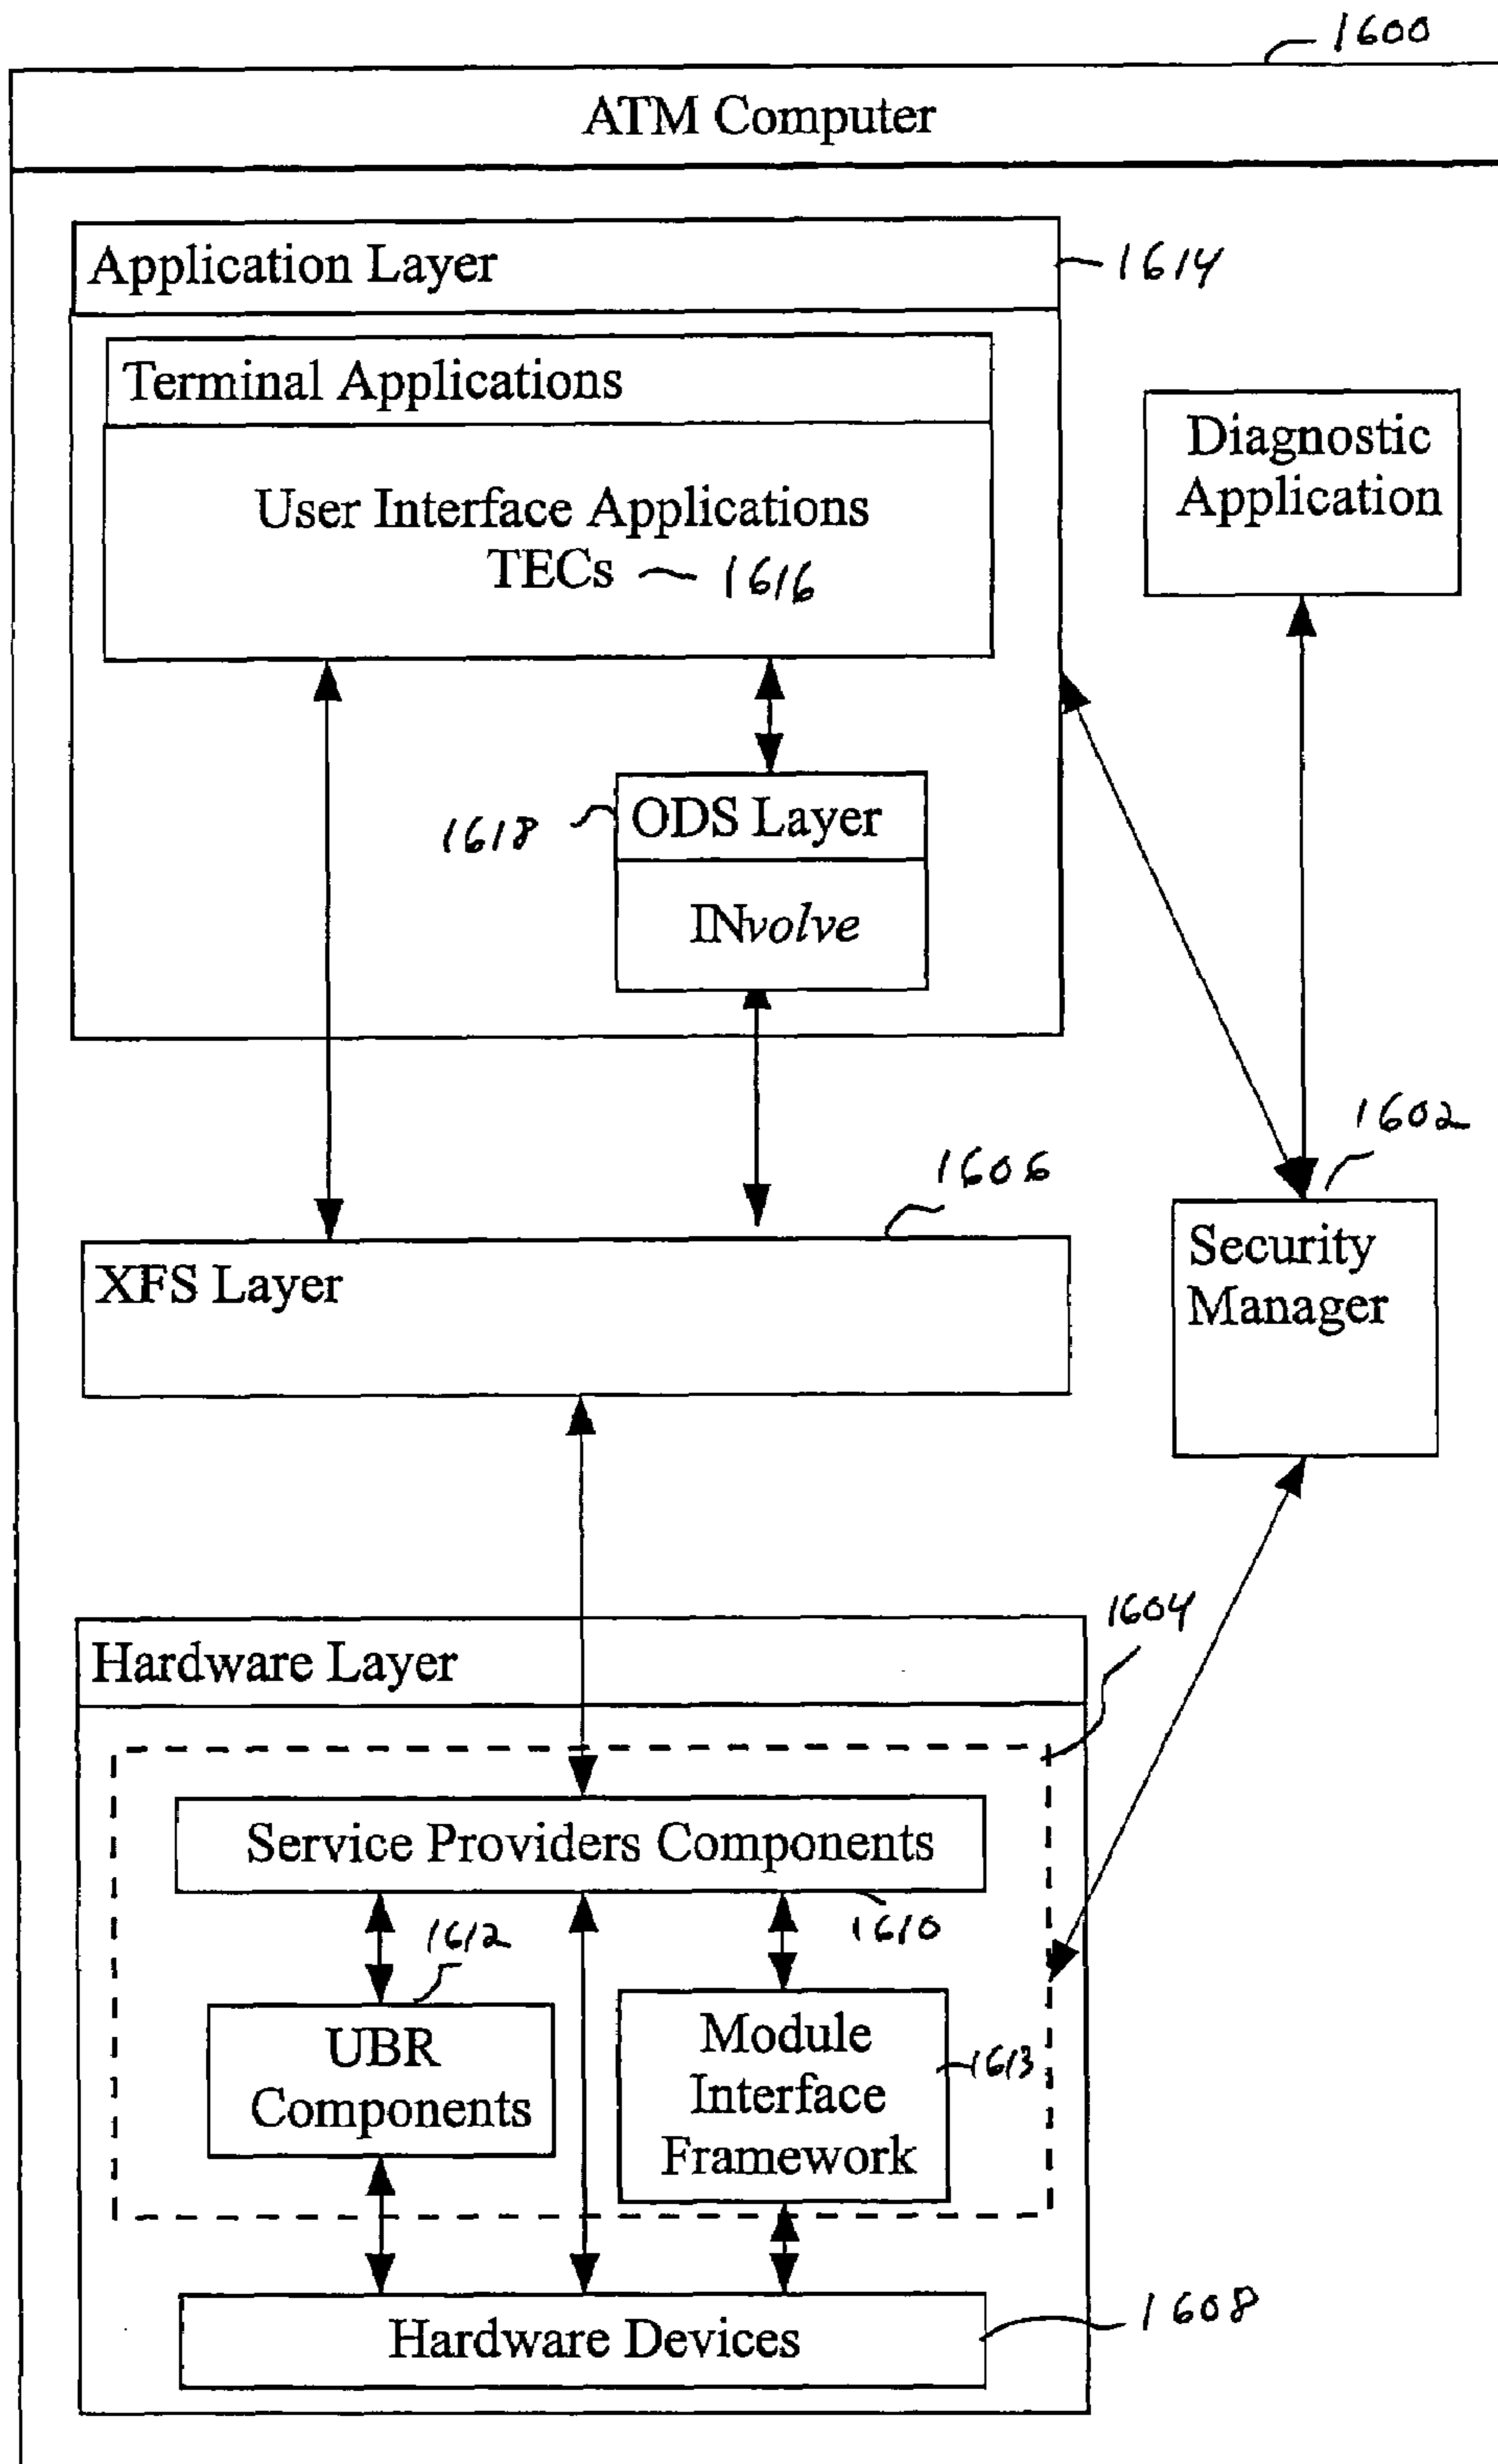 1600
ATM Computer
Application Layer
1614
Terminal Applications
User Interface Applications
TECs 1616
Diagnostic
Application
1618
ODS Layer
INvolve
1602
1606
XFS Layer
Security
Manager
1604
Hardware Layer
Service Providers Components
1610
1612
UBR
Components
Module
Interface
Framework
1613
Hardware Devices
1608